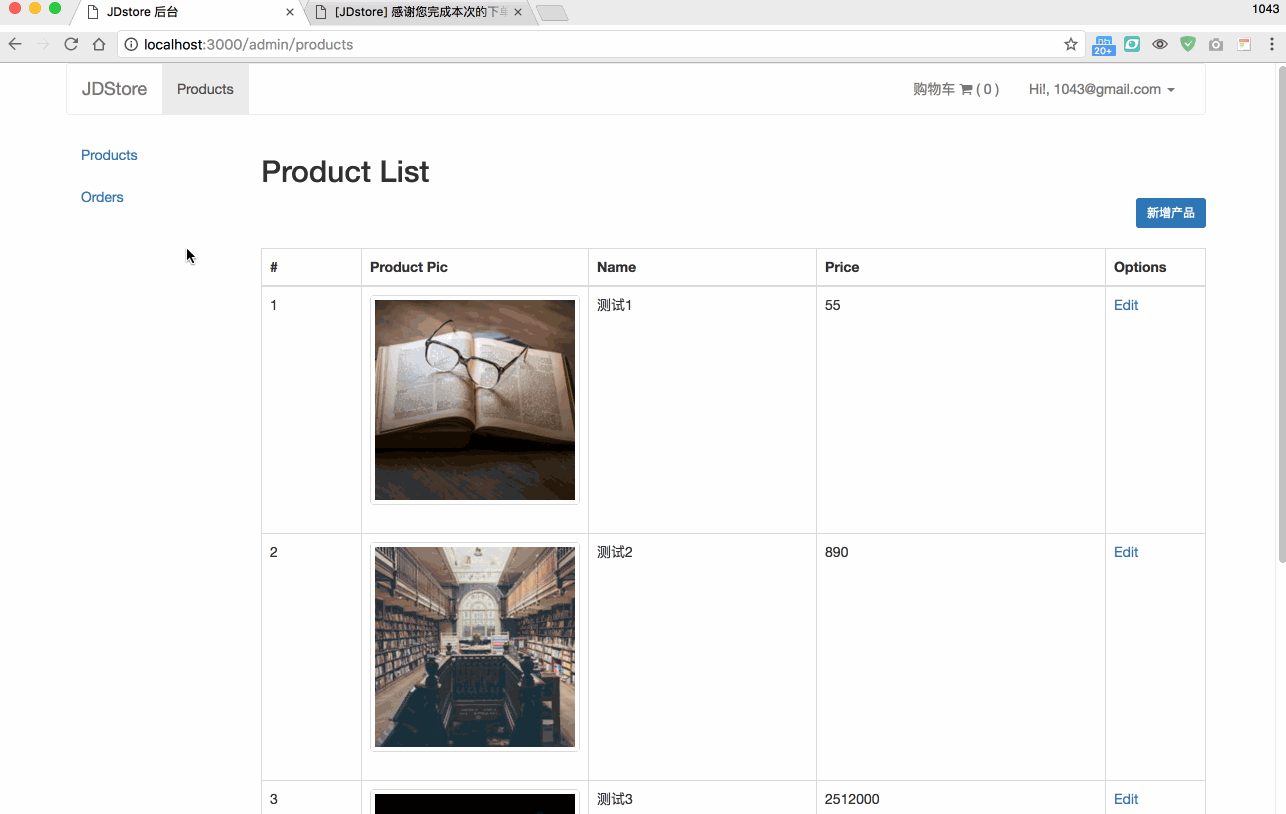 JDstore 后台
[JDstore] 感谢您完成本次的下单
1043
localhost:3000/admin/products
20+
JDStore
Products
购物车 ( 0 )
Hi!, 1043@gmail.com
Products
Orders
Product List
新增产品
# Product Pic Name Price Options
1 测试1 55 Edit
2 测试2 890 Edit
3 测试3 2512000 Edit